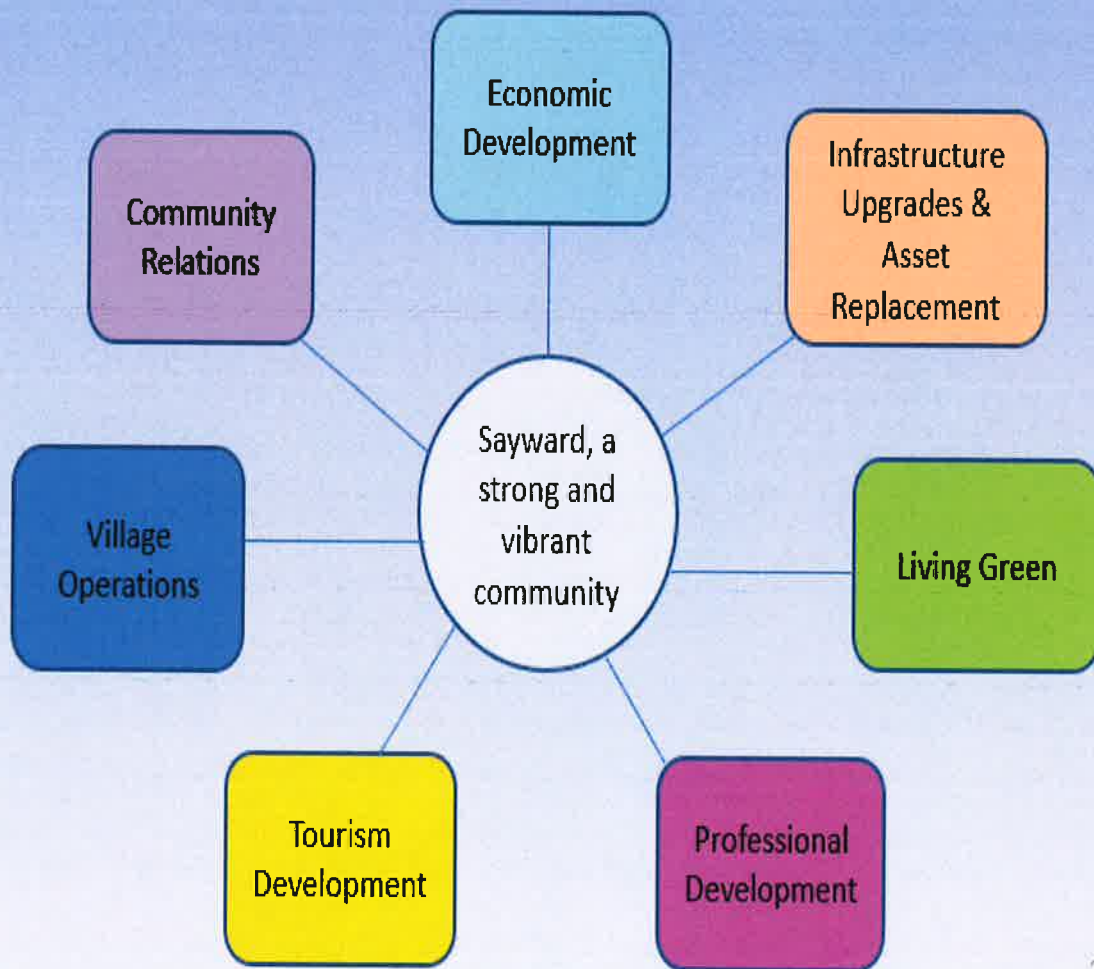 Economic
Development
Infrastructure
Upgrades &
Asset
Replacement
Community
Relations
Sayward, a
strong and
vibrant
community
Village
Operations
Living Green
Tourism
Development
Professional
Development